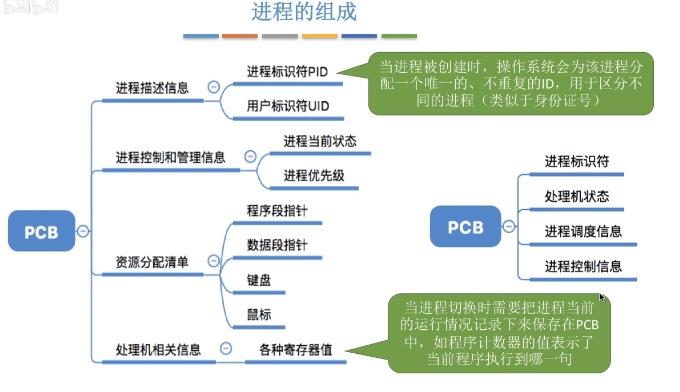 进程的组成
当进程被创建时，操作系统会为该进程分
配一个唯一的、不重复的ID，用于区分不
同的进程（类似于身份证号）
PCB
进程描述信息
进程标识符PID
用户标识符UID
进程控制和管理信息
进程当前状态
进程优先级
资源分配清单
程序段指针
数据段指针
键盘
鼠标
处理机相关信息
各种寄存器值
PCB
进程标识符
处理机状态
进程调度信息
进程控制信息
当进程切换时需要把进程当前
的运行情况记录下来保存在PCB
中，如程序计数器的值表示了
当前程序执行到哪一句